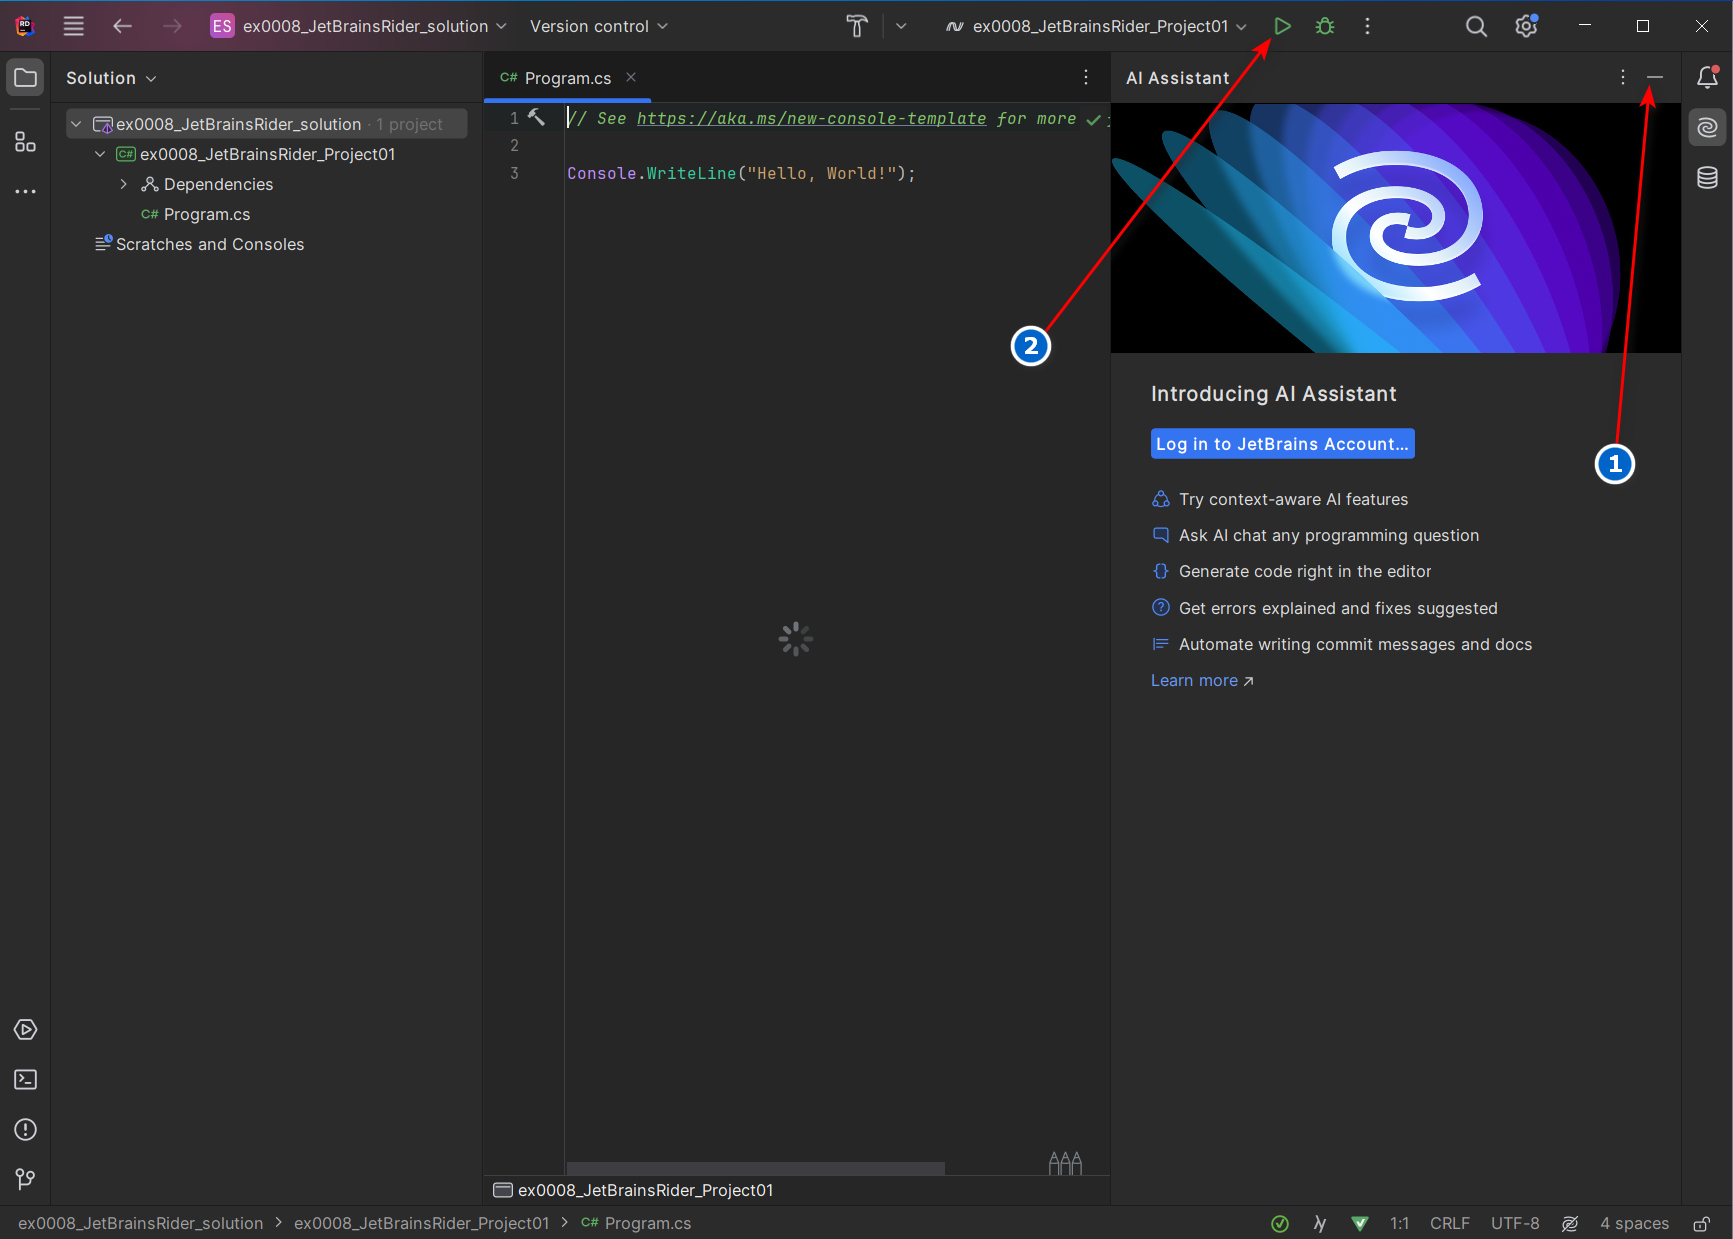 RD
ES ex0008_JetBrainsRider_solution
Version control
ex0008_JetBrainsRider_Project01
Solution
C# Program.cs
AI Assistant
ex0008_JetBrainsRider_solution · 1 project
C# ex0008_JetBrainsRider_Project01
Dependencies
C# Program.cs
Scratches and Consoles
1 // See https://aka.ms/new-console-template for more
2
3 Console.WriteLine("Hello, World!");
2
1
Introducing AI Assistant
Log in to JetBrains Account...
Try context-aware AI features
Ask AI chat any programming question
Generate code right in the editor
Get errors explained and fixes suggested
Automate writing commit messages and docs
Learn more ↗
ex0008_JetBrainsRider_Project01
ex0008_JetBrainsRider_solution > ex0008_JetBrainsRider_Project01 > C# Program.cs
1:1 CRLF UTF-8 4 spaces